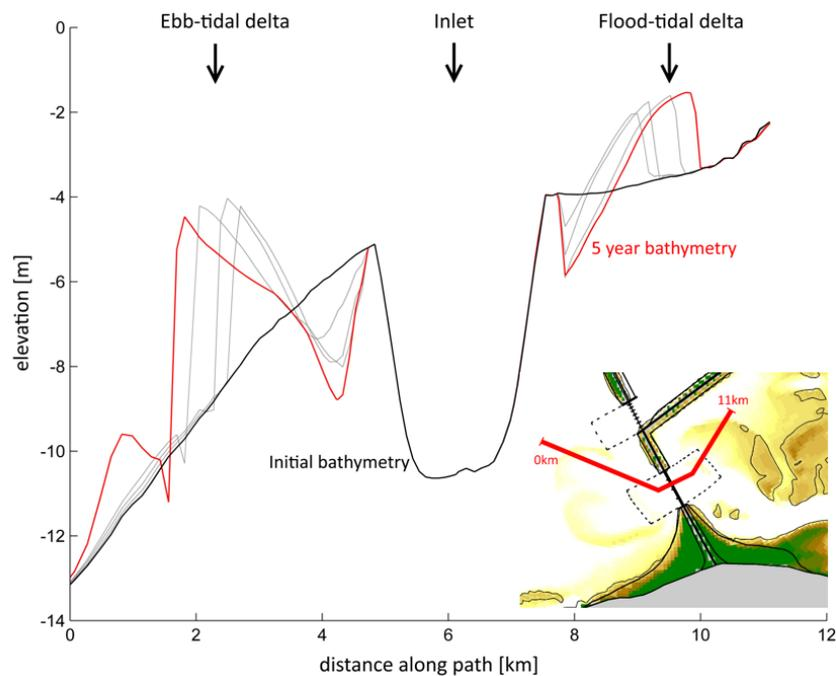 Ebb-tidal delta Inlet Flood-tidal delta
0
-2
-4
-6
-8
-10
-12
-14
elevation [m]
5 year bathymetry
Initial bathymetry
11km
0km
0 2 4 6 8 10 12
distance along path [km]